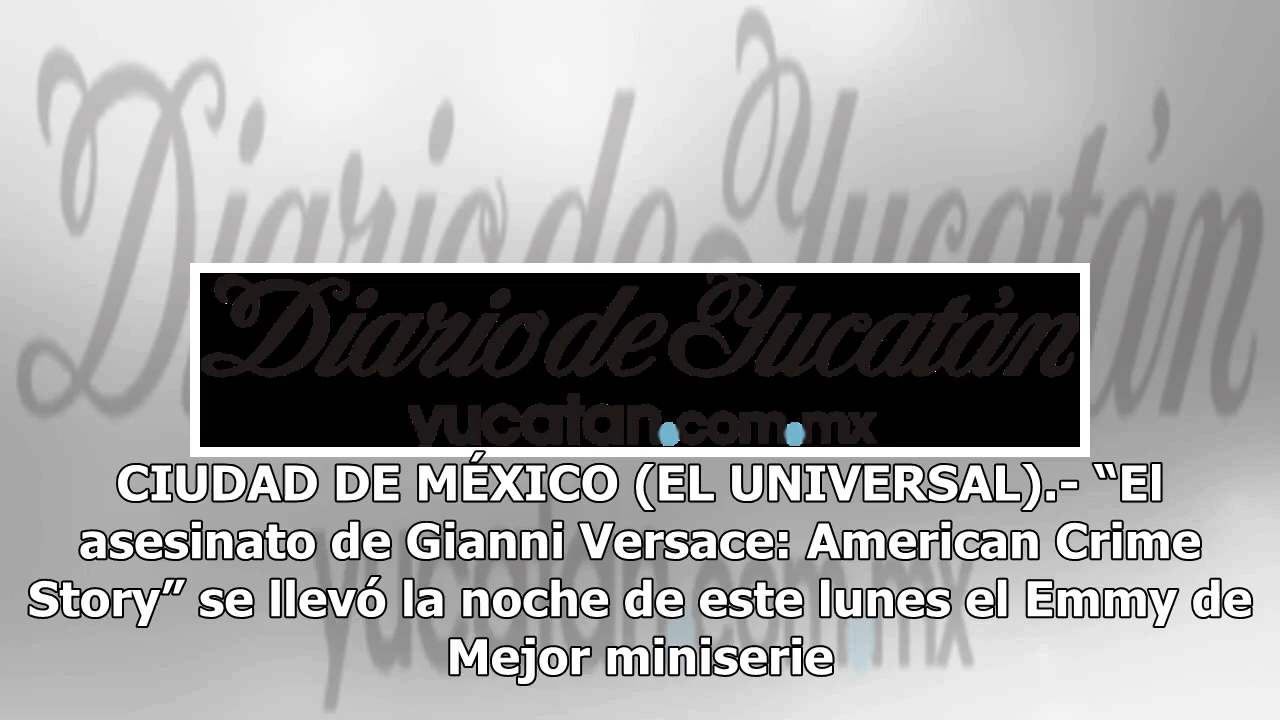 Diario de Yucatán
yucatan.com.mx
Diario de Yucatán
yucatan.com.mx
CIUDAD DE MÉXICO (EL UNIVERSAL).- “El
asesinato de Gianni Versace: American Crime
Story” se llevó la noche de este lunes el Emmy de
Mejor miniserie